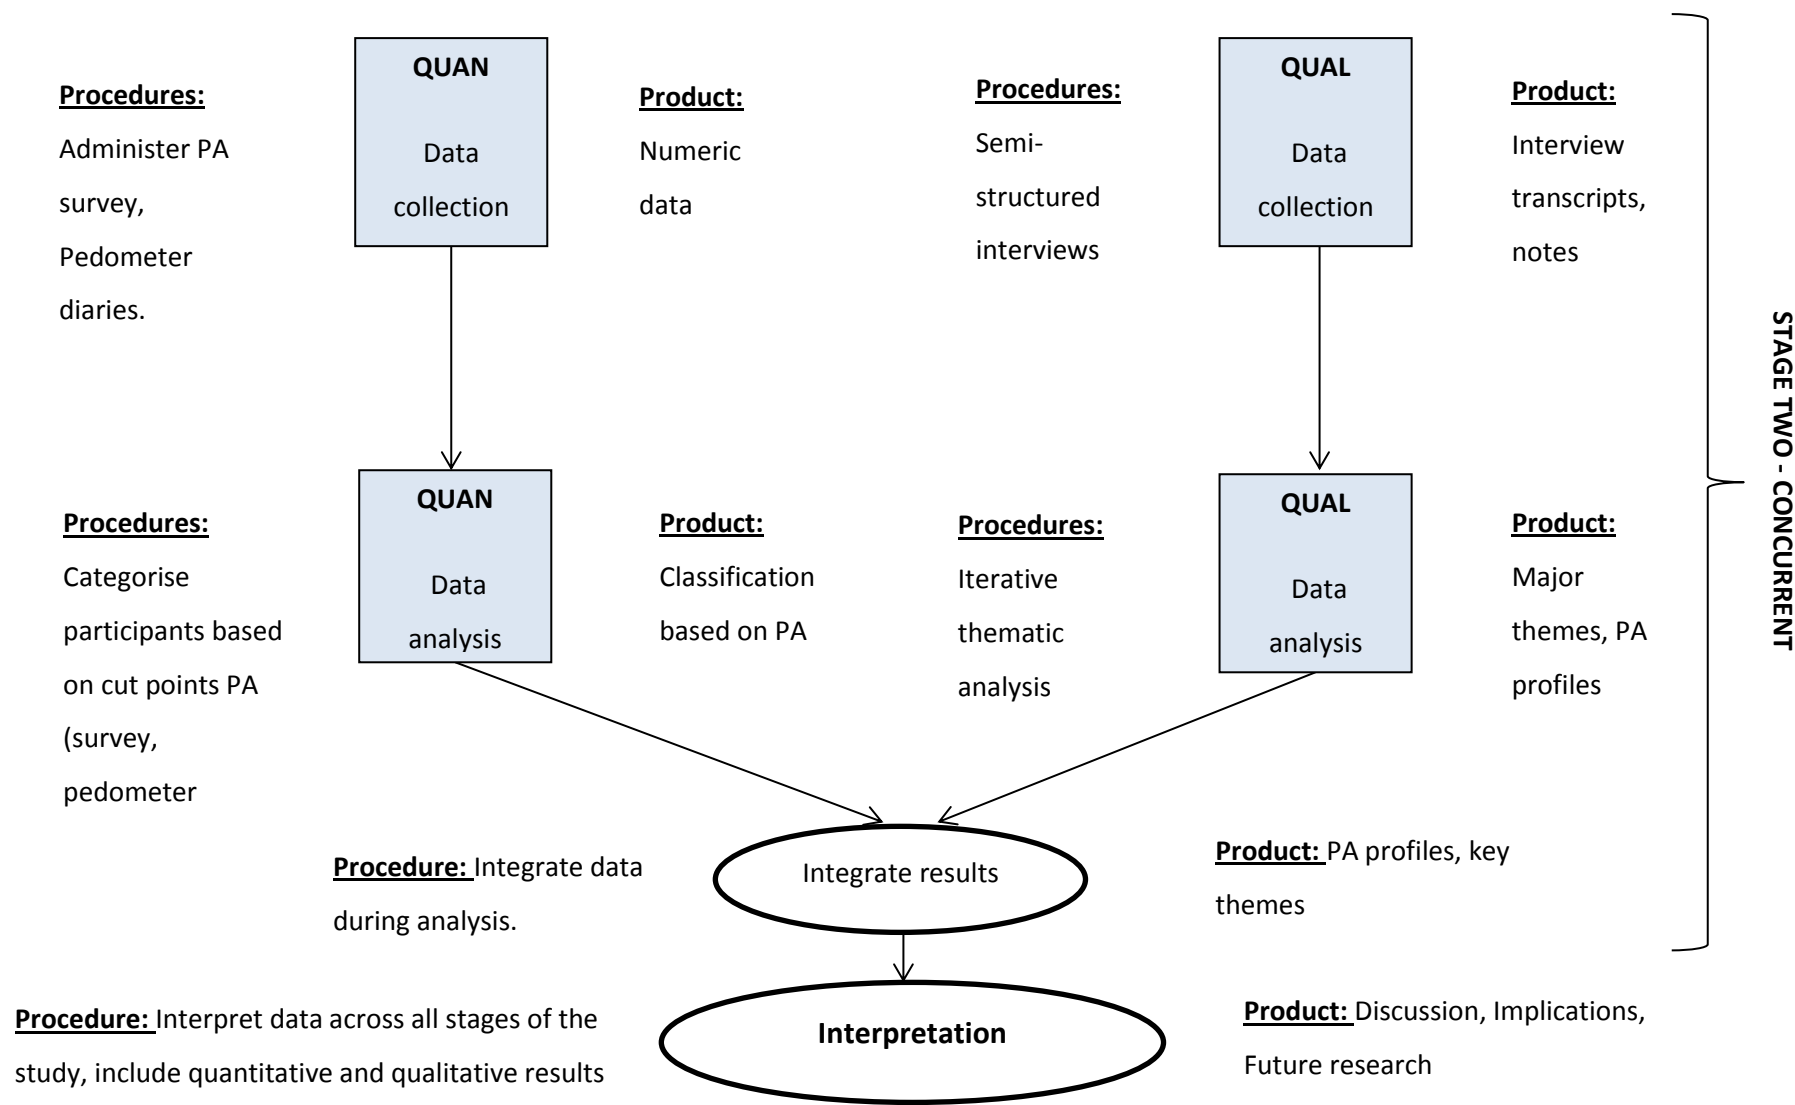 Procedures:
Administer PA
survey,
Pedometer
diaries.
QUAN
Data
collection
Product:
Numeric
data
Procedures:
Semi-
structured
interviews
QUAL
Data
collection
Product:
Interview
transcripts,
notes
STAGE TWO - CONCURRENT
Procedures:
Categorise
participants based
on cut points PA
(survey,
pedometer
QUAN
Data
analysis
Product:
Classification
based on PA
Procedures:
Iterative
thematic
analysis
QUAL
Data
analysis
Product:
Major
themes, PA
profiles
Procedure: Integrate data
during analysis.
Integrate results
Product: PA profiles, key
themes
Procedure: Interpret data across all stages of the
study, include quantitative and qualitative results
Interpretation
Product: Discussion, Implications,
Future research